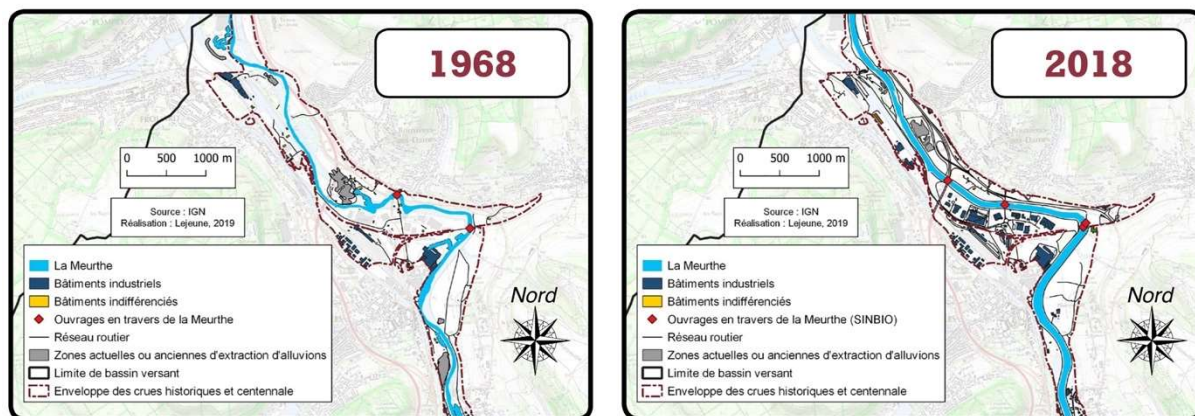 1968
0 500 1000 m
Source : IGN
Réalisation : Lejeune, 2019
La Meurthe
Bâtiments industriels
Bâtiments indifférenciés
Ouvrages en travers de la Meurthe
Réseau routier
Zones actuelles ou anciennes d'extraction d'alluvions
Limite de bassin versant
Enveloppe des crues historiques et centennale
Nord
2018
0 500 1000 m
Source : IGN
Réalisation : Lejeune, 2019
La Meurthe
Bâtiments industriels
Bâtiments indifférenciés
Ouvrages en travers de la Meurthe (SINBIO)
Réseau routier
Zones actuelles ou anciens d'extraction d'alluvions
Limite de bassin versant
Enveloppe des crues historiques et centennale
Nord